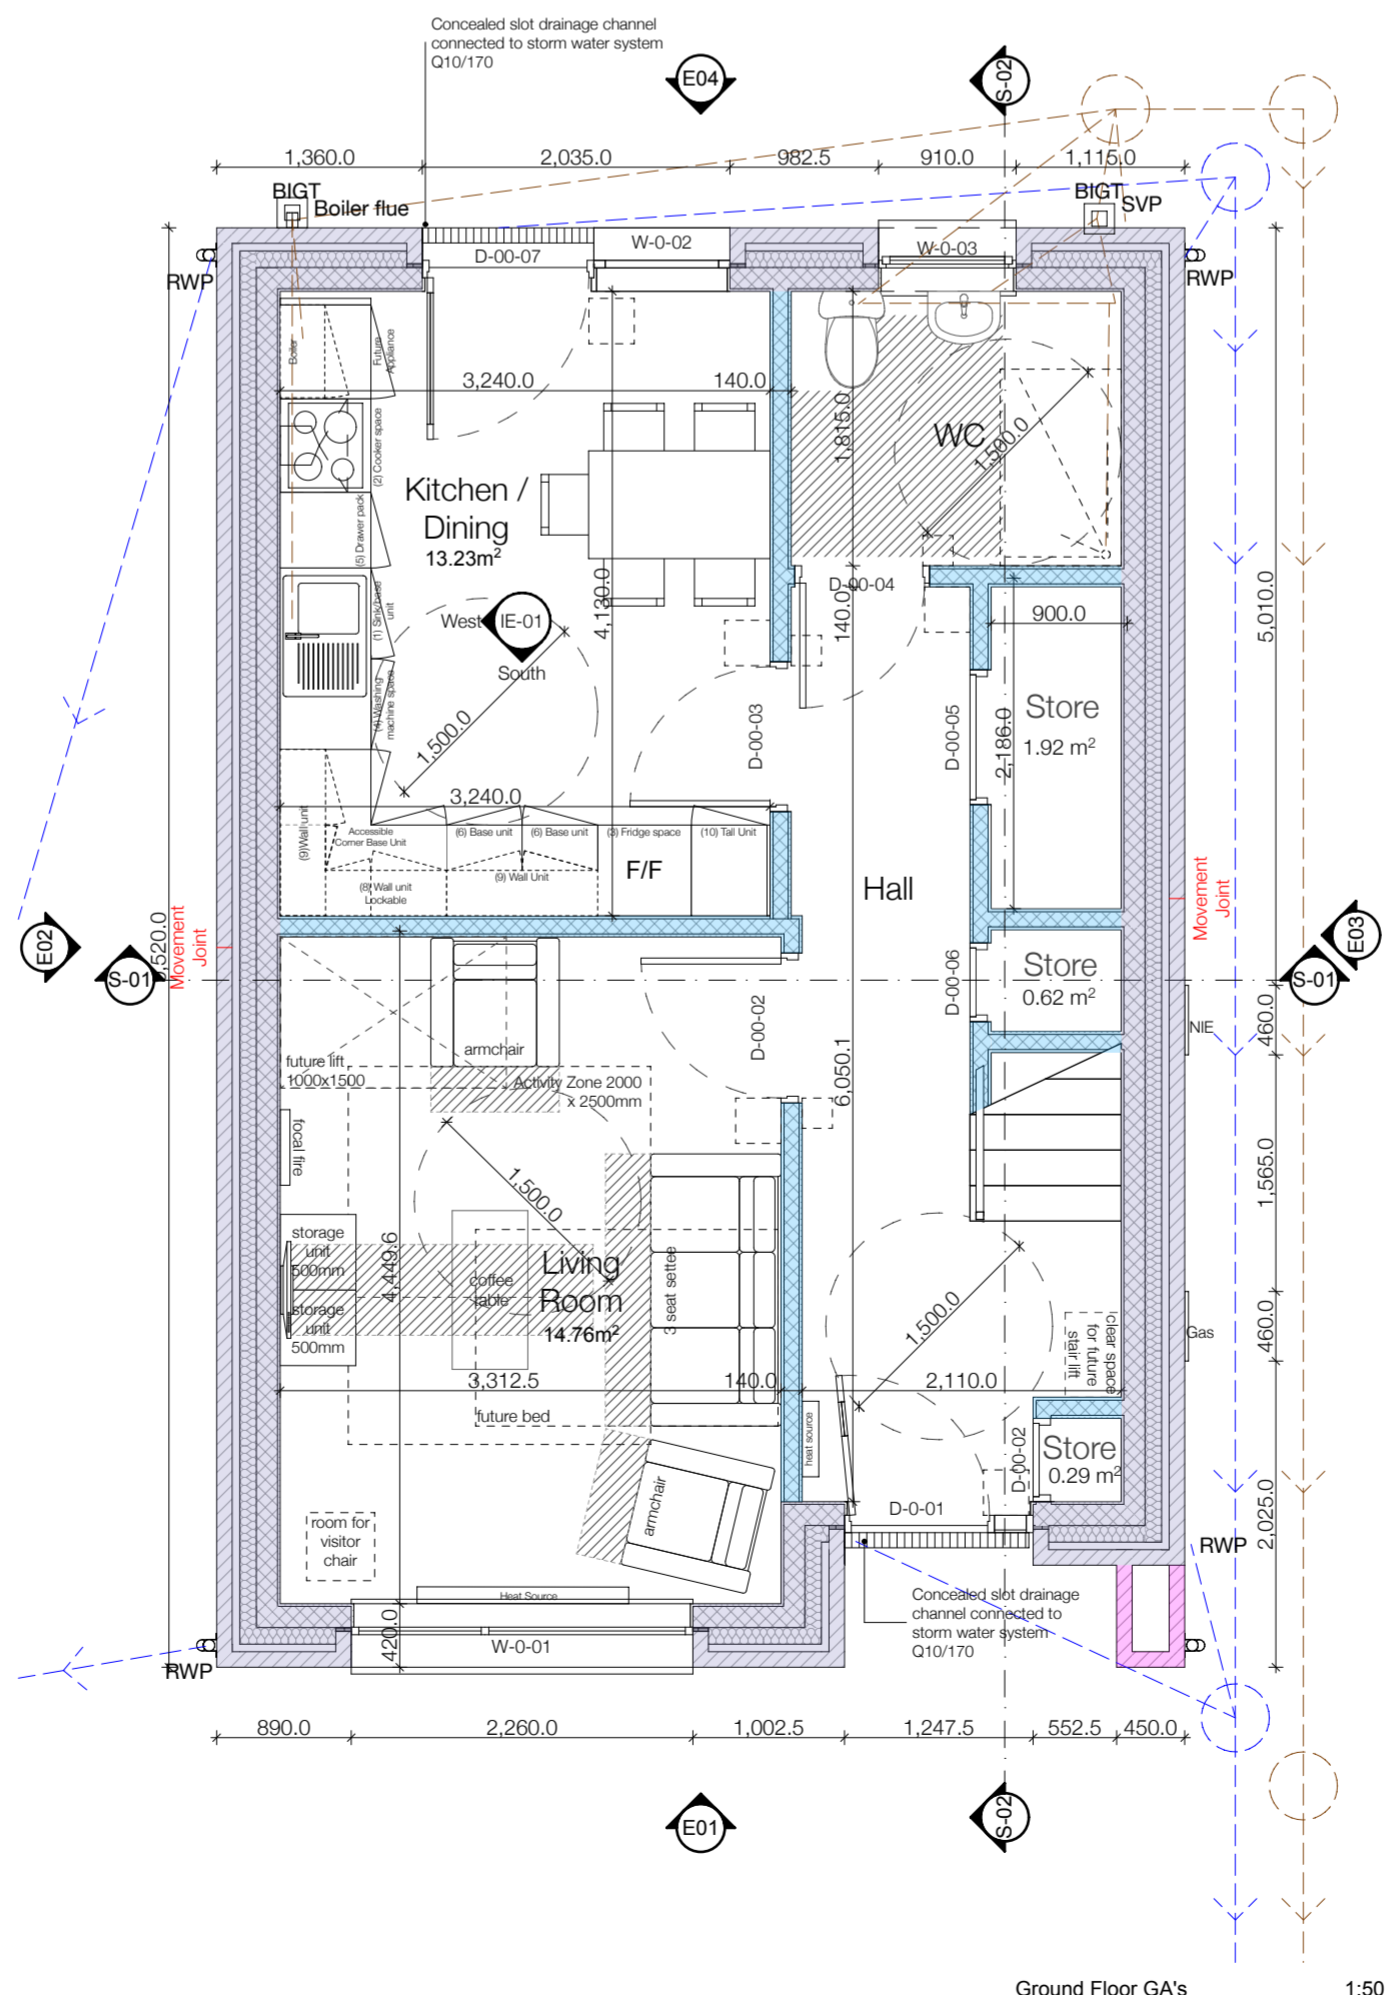 Concealed slot drainage channel
connected to storm water system
Q10/170
E04
S-02
1,360.0
2,035.0
982.5
910.0
1,115.0
BIGT
Boiler flue
BIGT
SVP
RWP
D-00-07
W-0-02
W-0-03
RWP
Boiler
Future
Appliance
3,240.0
140.0
(2) Cooker space
1,815.0
WC
1,500.0
Kitchen /
Dining
13.23m²
(5) Drawer pack
4,130.0
D-00-04
140.0
5,010.0
(1) Sink/base
unit
West
IE-01
South
900.0
(4) Washing
machine space
1,500.0
D-00-03
D-00-05
2,186.0
Store
1.92 m²
3,240.0
(9)Wall unit
Accessible
Corner Base Unit
(6) Base unit
(6) Base unit
(3) Fridge space
(10) Tall Unit
(8) Wall unit
Lockable
(9) Wall Unit
F/F
Hall
Movement
Joint
Movement
Joint
E02
S-01
,520.0
E03
S-01
D-00-06
Store
0.62 m²
460.0
NIE
armchair
D-00-02
future lift
1000x1500
Activity Zone 2000
x 2500mm
6,050.1
focal fire
1,500.0
1,565.0
storage
unit
500mm
storage
unit
500mm
4,449.6
coffee
table
Living
Room
14.76m²
3 seat settee
1,500.0
clear space
for future
stair lift
460.0
Gas
3,312.5
140.0
2,110.0
future bed
heat source
D-00-02
Store
0.29 m²
armchair
D-0-01
2,025.0
room for
visitor
chair
RWP
Heat Source
Concealed slot drainage
channel connected to
storm water system
Q10/170
420.0
W-0-01
RWP
890.0
2,260.0
1,002.5
1,247.5
552.5
450.0
E01
S-02
Ground Floor GA's
1:50